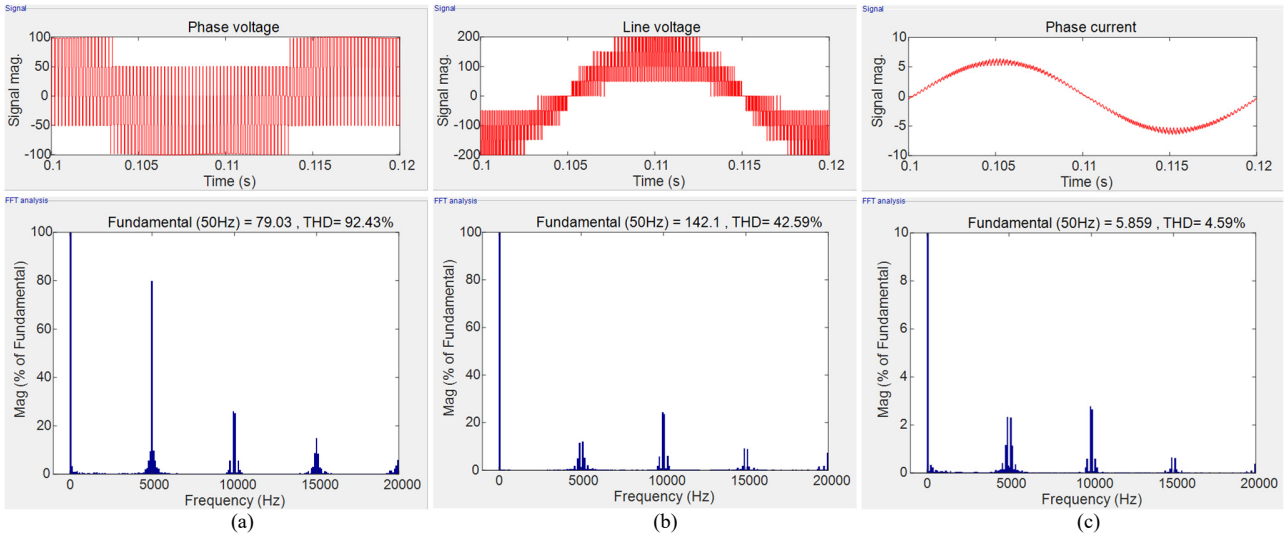 Signal
Phase voltage
Signal mag.
100
50
0
-50
-100
0.1 0.105 0.11 0.115 0.12
Time (s)
FFT analysis
Fundamental (50Hz) = 79.03 , THD= 92.43%
Mag (% of Fundamental)
100
80
60
40
20
0
0 5000 10000 15000 20000
Frequency (Hz)
(a)
Signal
Line voltage
Signal mag.
200
100
0
-100
-200
0.1 0.105 0.11 0.115 0.12
Time (s)
FFT analysis
Fundamental (50Hz) = 142.1 , THD= 42.59%
Mag (% of Fundamental)
100
80
60
40
20
0
0 5000 10000 15000 20000
Frequency (Hz)
(b)
Signal
Phase current
Signal mag.
10
5
0
-5
-10
0.1 0.105 0.11 0.115 0.12
Time (s)
FFT analysis
Fundamental (50Hz) = 5.859 , THD= 4.59%
Mag (% of Fundamental)
10
8
6
4
2
0
0 5000 10000 15000 20000
Frequency (Hz)
(c)